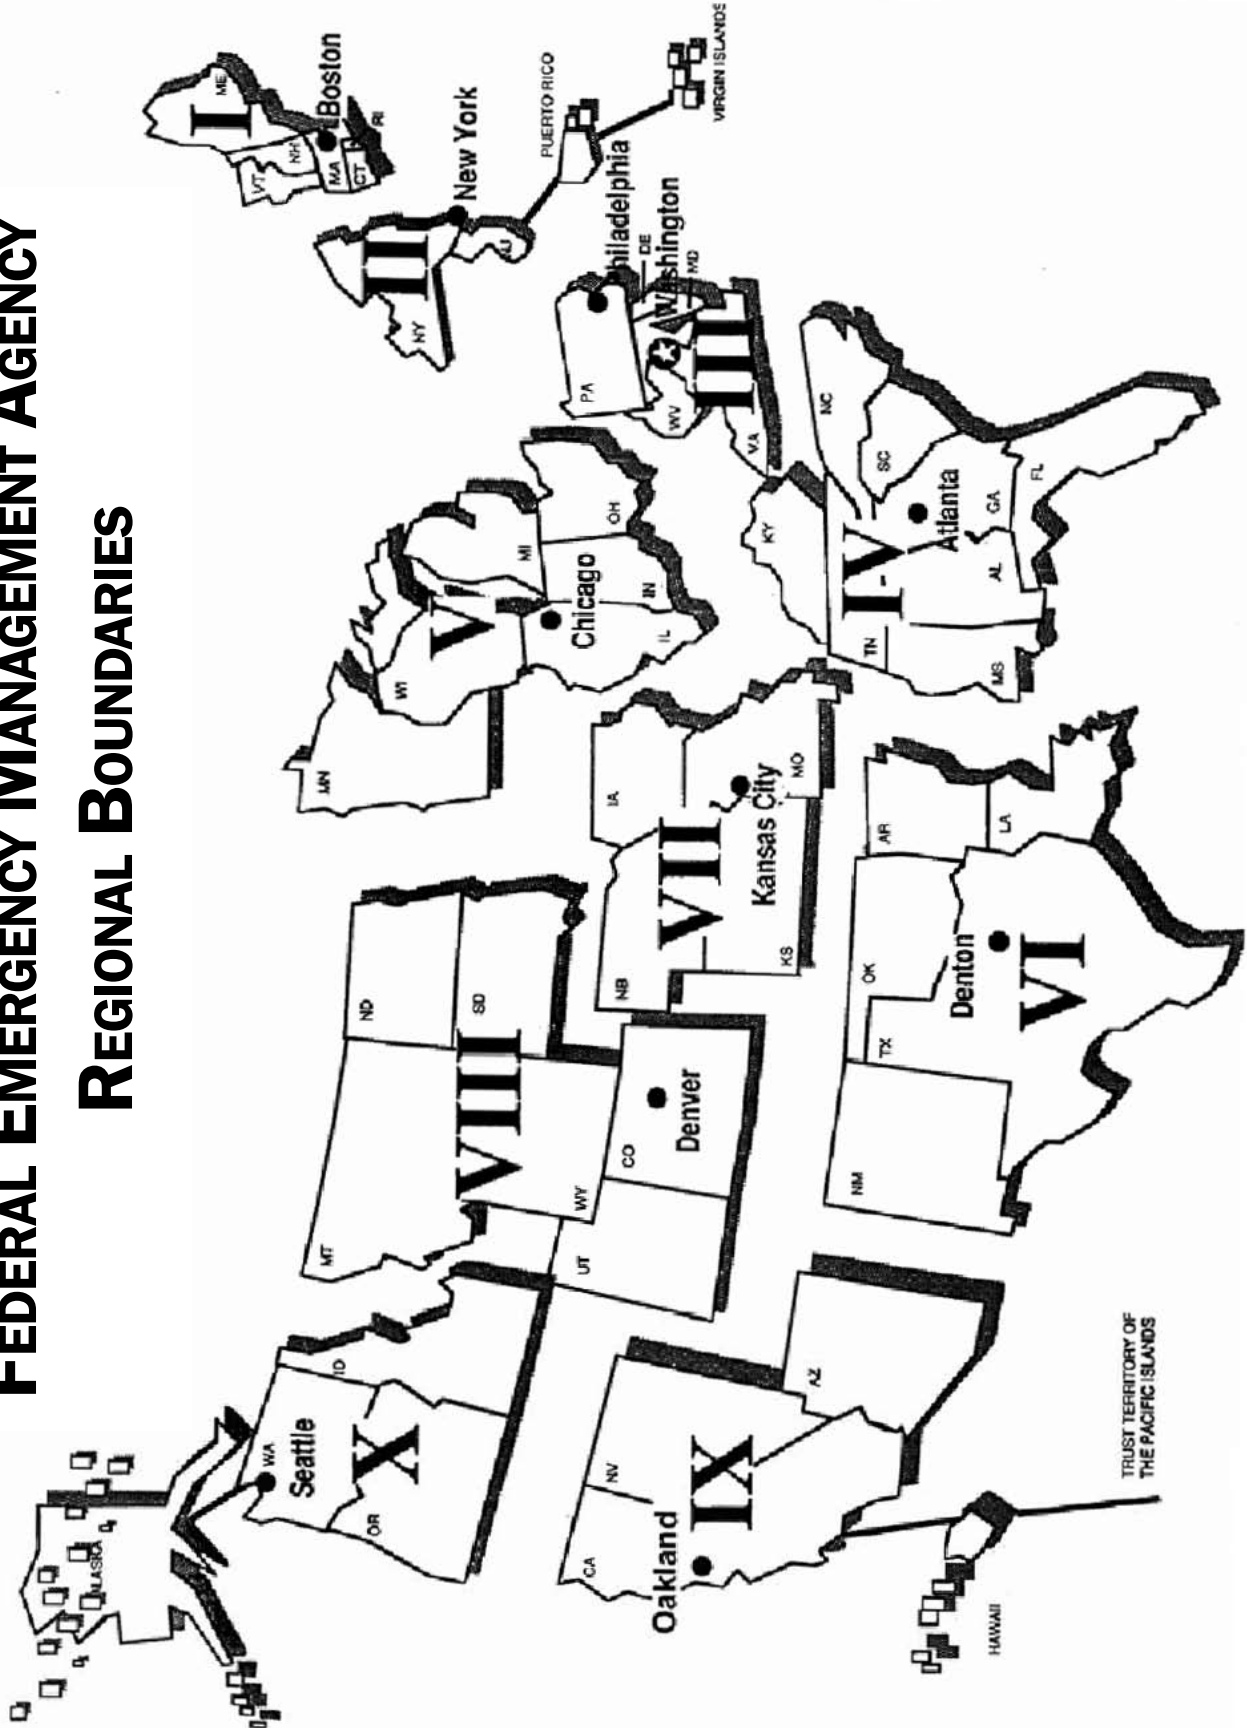 FEDERAL EMERGENCY MANAGEMENT AGENCY
REGIONAL BOUNDARIES
I
ME
VT
NH
MA
CT
RI
Boston
II
NY
NJ
New York
PUERTO RICO
VIRGIN ISLANDS
III
PA
WV
VA
DE
MD
Philadelphia
Washington
IV
KY
TN
NC
SC
MS
AL
GA
FL
Atlanta
V
MN
WI
MI
IL
IN
OH
Chicago
VI
NM
TX
OK
AR
LA
Denton
VII
NB
IA
KS
MO
Kansas City
VIII
MT
ND
SD
WY
UT
CO
Denver
IX
CA
NV
AZ
Oakland
HAWAII
TRUST TERRITORY OF
THE PACIFIC ISLANDS
X
ALASKA
WA
OR
ID
Seattle